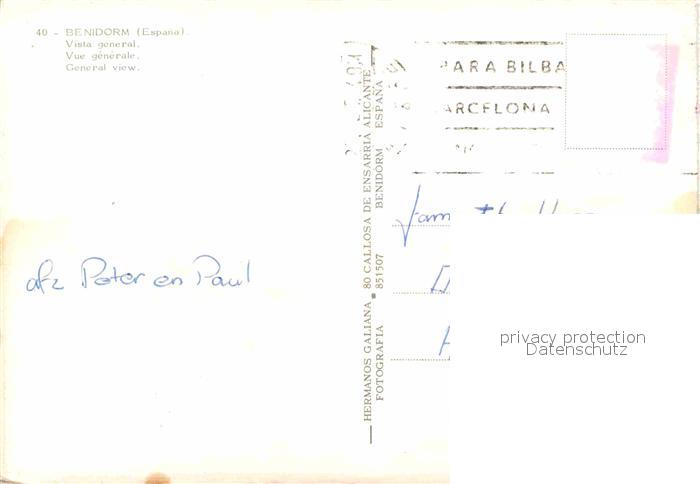 40 - BENIDORM (España).
Vista general.
Vue générale.
General view.
PARA BILBA
ARCELONA
HERMANOS GALIANA ■ 80 CALLOSA DE ENSARRIA ALICANTE
FOTOGRAFIA 851507 BENIDORM ESPAÑA
afz Peter en Paul
fam
privacy protection
Datenschutz